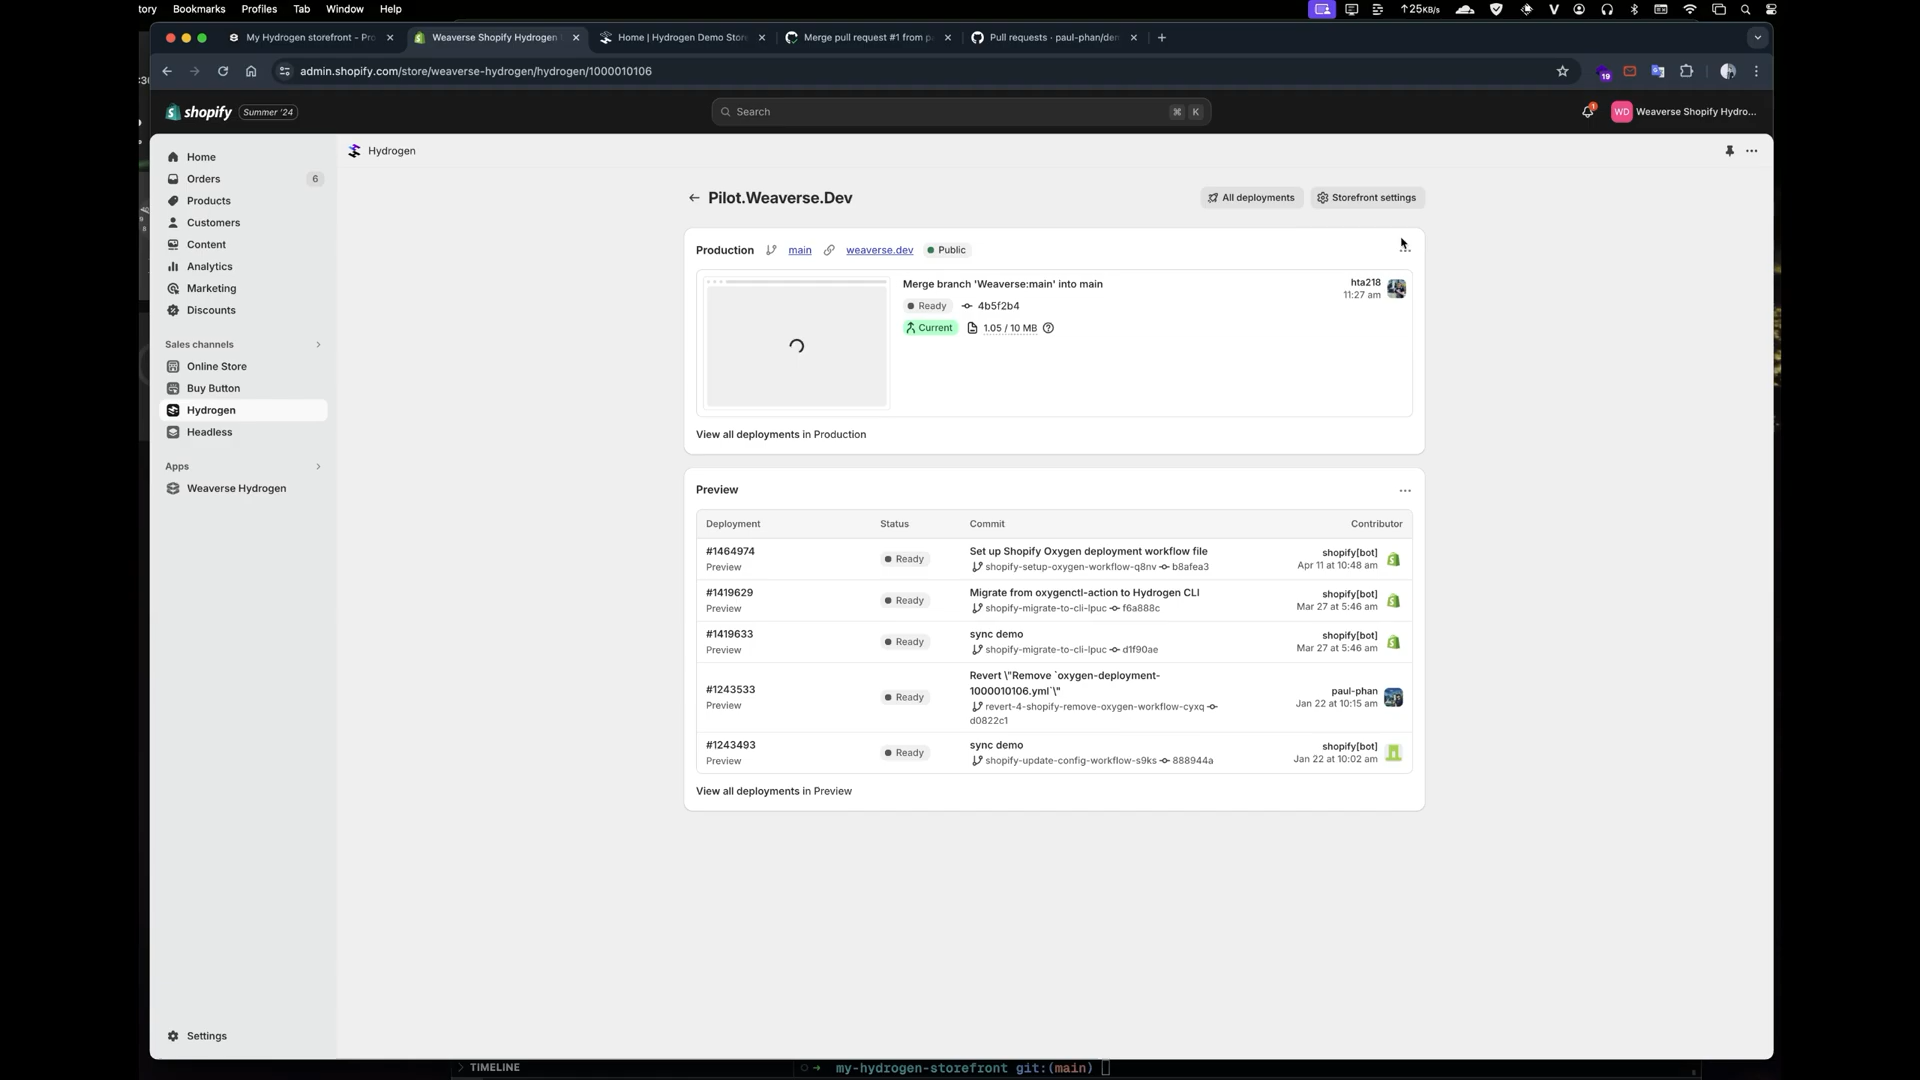 tory Bookmarks Profiles Tab Window Help 25KB/s
My Hydrogen storefront - Pro Weaverse Shopify Hydrogen Home | Hydrogen Demo Stor Merge pull request #1 from p Pull requests · paul-phan/der
admin.shopify.com/store/weaverse-hydrogen/hydrogen/1000010106 19
shopify Summer '24 Search ⌘ K 1 WD Weaverse Shopify Hydro...
Home
Orders 6
Products
Customers
Content
Analytics
Marketing
Discounts
Sales channels
Online Store
Buy Button
Hydrogen
Headless
Apps
Weaverse Hydrogen
Settings
Hydrogen
Pilot.Weaverse.Dev All deployments Storefront settings
Production main weaverse.dev Public
Merge branch 'Weaverse:main' into main hta218
Ready 4b5f2b4 11:27 am
Current 1.05 / 10 MB
View all deployments in Production
Preview
Deployment Status Commit Contributor
#1464974 Ready Set up Shopify Oxygen deployment workflow file shopify[bot]
Preview shopify-setup-oxygen-workflow-q8nv b8afea3 Apr 11 at 10:48 am
#1419629 Ready Migrate from oxygenctl-action to Hydrogen CLI shopify[bot]
Preview shopify-migrate-to-cli-lpuc f6a888c Mar 27 at 5:46 am
#1419633 Ready sync demo shopify[bot]
Preview shopify-migrate-to-cli-lpuc d1f90ae Mar 27 at 5:46 am
Revert \"Remove `oxygen-deployment-
#1243533 Ready 1000010106.yml`\" paul-phan
Preview revert-4-shopify-remove-oxygen-workflow-cyxq Jan 22 at 10:15 am
d0822c1
#1243493 Ready sync demo shopify[bot]
Preview shopify-update-config-workflow-s9ks 888944a Jan 22 at 10:02 am
View all deployments in Preview
TIMELINE my-hydrogen-storefront git:(main)